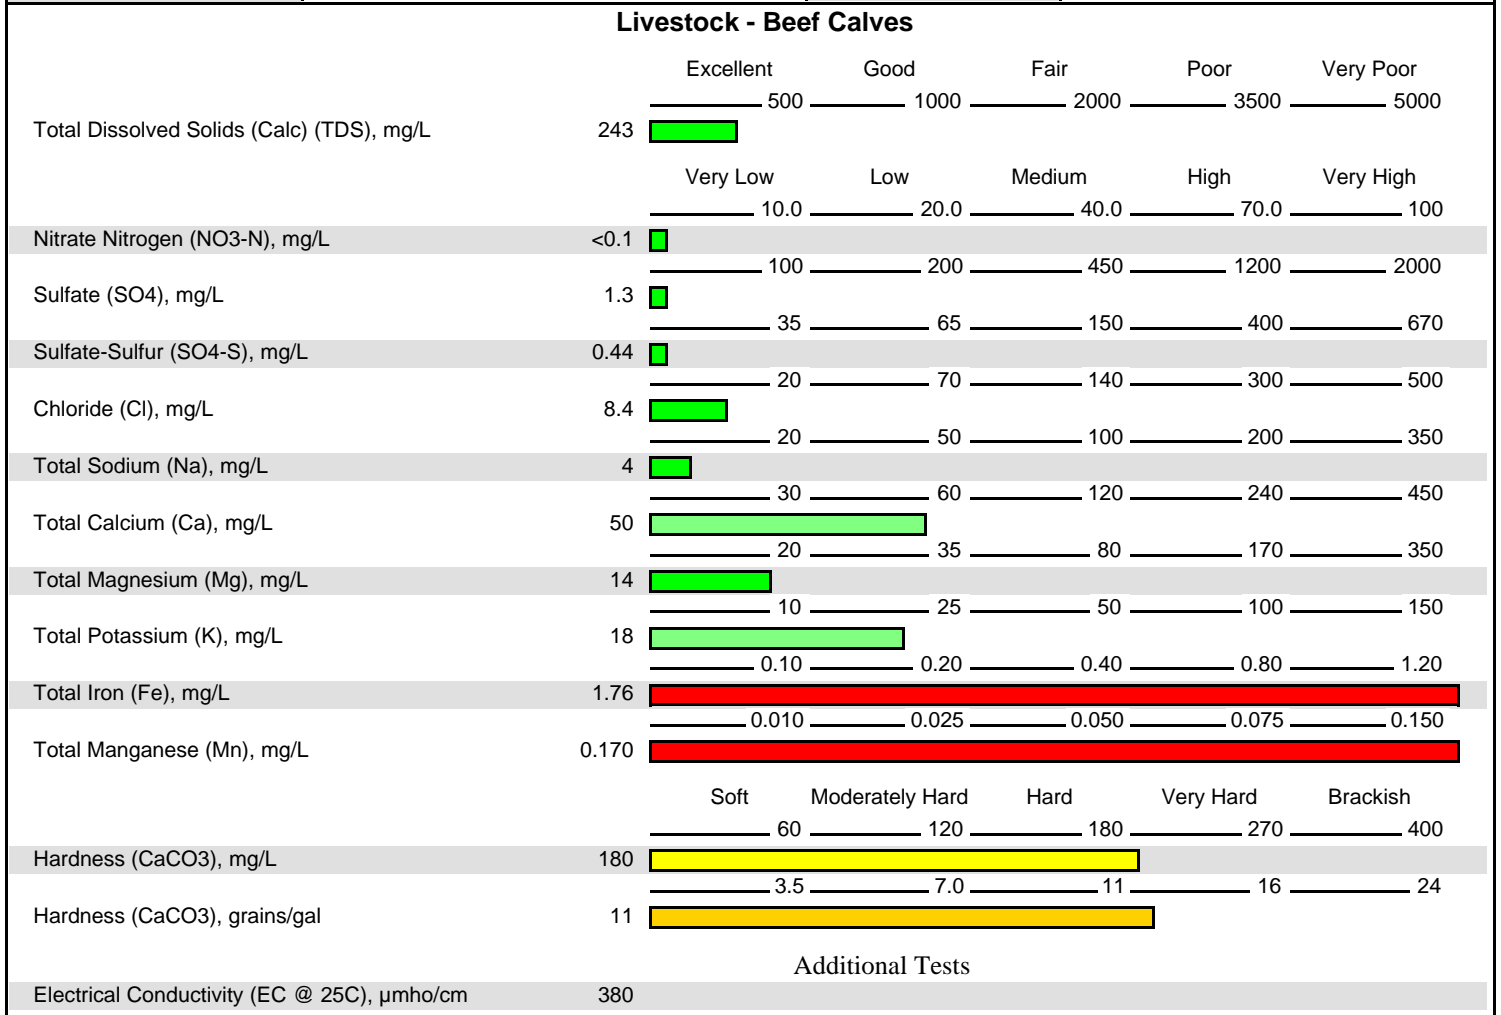 Livestock - Beef Calves
Excellent Good Fair Poor Very Poor
500 1000 2000 3500 5000
Total Dissolved Solids (Calc) (TDS), mg/L 243
Very Low Low Medium High Very High
10.0 20.0 40.0 70.0 100
Nitrate Nitrogen (NO3-N), mg/L <0.1
100 200 450 1200 2000
Sulfate (SO4), mg/L 1.3
35 65 150 400 670
Sulfate-Sulfur (SO4-S), mg/L 0.44
20 70 140 300 500
Chloride (Cl), mg/L 8.4
20 50 100 200 350
Total Sodium (Na), mg/L 4
30 60 120 240 450
Total Calcium (Ca), mg/L 50
20 35 80 170 350
Total Magnesium (Mg), mg/L 14
10 25 50 100 150
Total Potassium (K), mg/L 18
0.10 0.20 0.40 0.80 1.20
Total Iron (Fe), mg/L 1.76
0.010 0.025 0.050 0.075 0.150
Total Manganese (Mn), mg/L 0.170
Soft Moderately Hard Hard Very Hard Brackish
60 120 180 270 400
Hardness (CaCO3), mg/L 180
3.5 7.0 11 16 24
Hardness (CaCO3), grains/gal 11
Additional Tests
Electrical Conductivity (EC @ 25C), µmho/cm 380